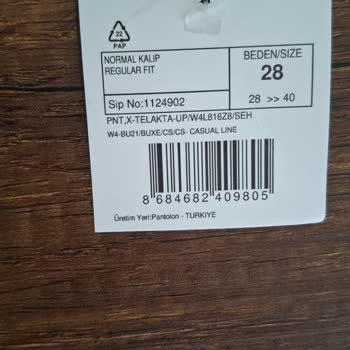 22
PAP
NORMAL KALIP
REGULAR FIT
BEDEN/SIZE
28
Sip No:1124902
28 >> 40
PNT,X-TELAKTA-UP/W4L816Z8/SEH
W4-BU21/BUXE/CS/CS- CASUAL LINE
8 684682 409805
Üretim Yeri:Pantolon - TURKIYE